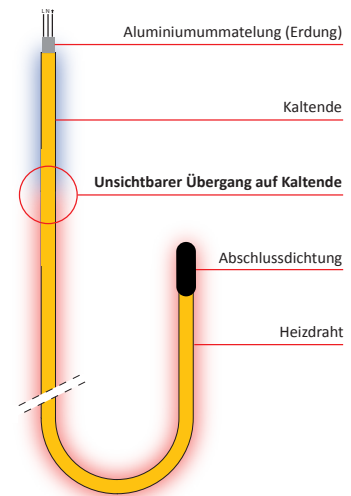 L N ⏚
Aluminiumummatelung (Erdung)
Kaltende
Unsichtbarer Übergang auf Kaltende
Abschlussdichtung
Heizdraht